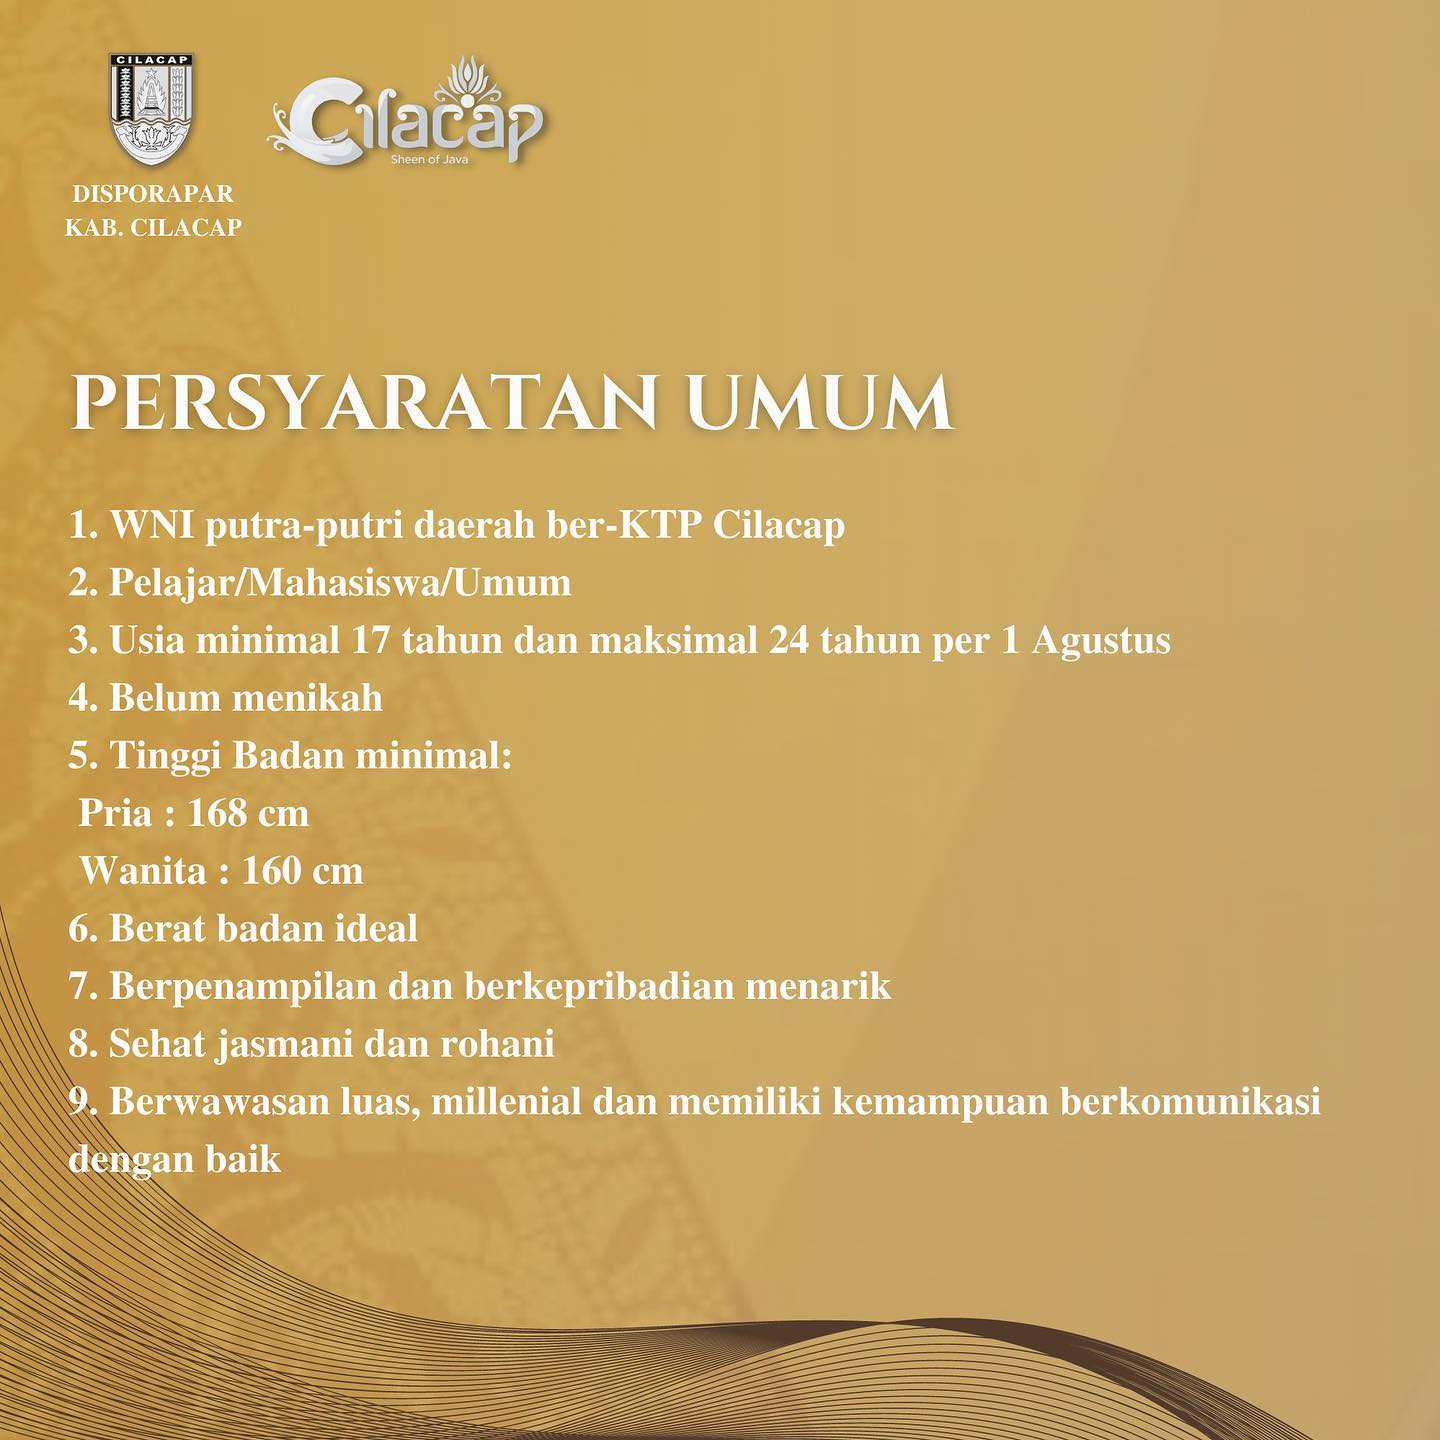 CILACAP
Cilacap
Sheen of Java
DISPORAPAR
KAB. CILACAP
PERSYARATAN UMUM
1. WNI putra-putri daerah ber-KTP Cilacap
2. Pelajar/Mahasiswa/Umum
3. Usia minimal 17 tahun dan maksimal 24 tahun per 1 Agustus
4. Belum menikah
5. Tinggi Badan minimal:
Pria : 168 cm
Wanita : 160 cm
6. Berat badan ideal
7. Berpenampilan dan berkepribadian menarik
8. Sehat jasmani dan rohani
9. Berwawasan luas, millenial dan memiliki kemampuan berkomunikasi
dengan baik